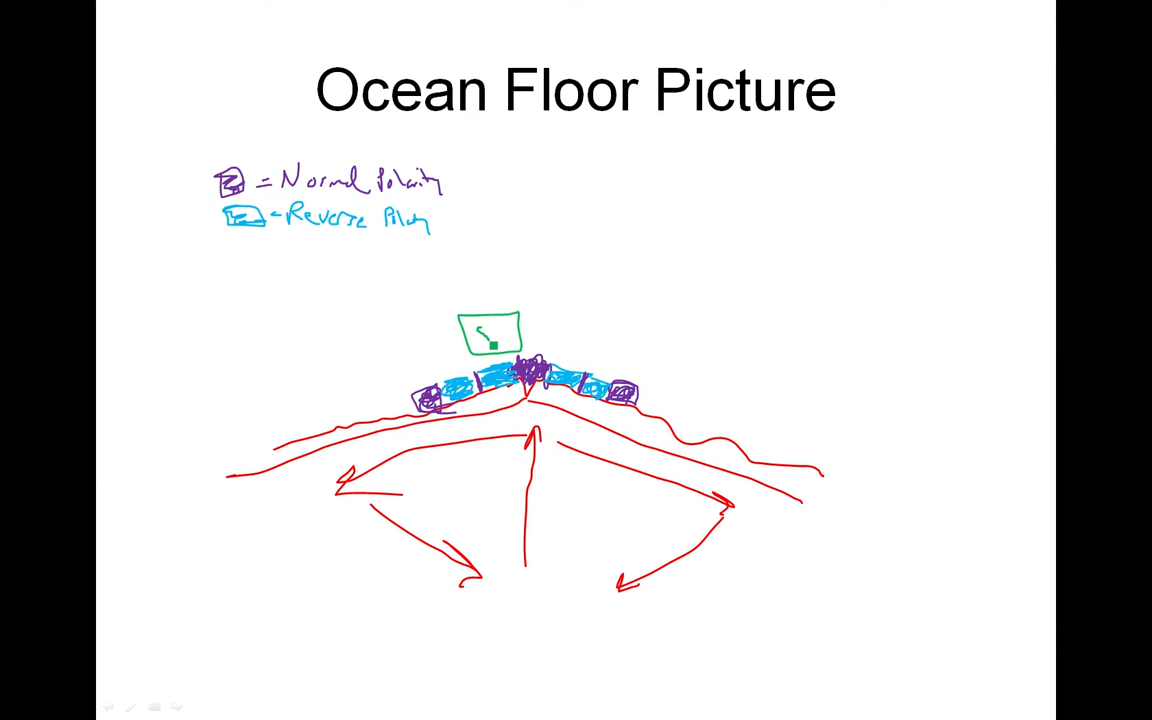 Ocean Floor Picture
= Normal Polarity
= Reverse Polarity
S